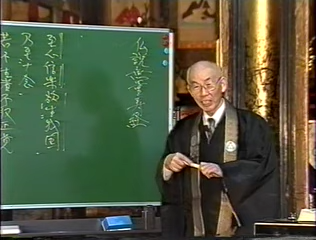 仏説無量寿経
至心信楽欲生我国
乃至十念
若不生者不取正覚